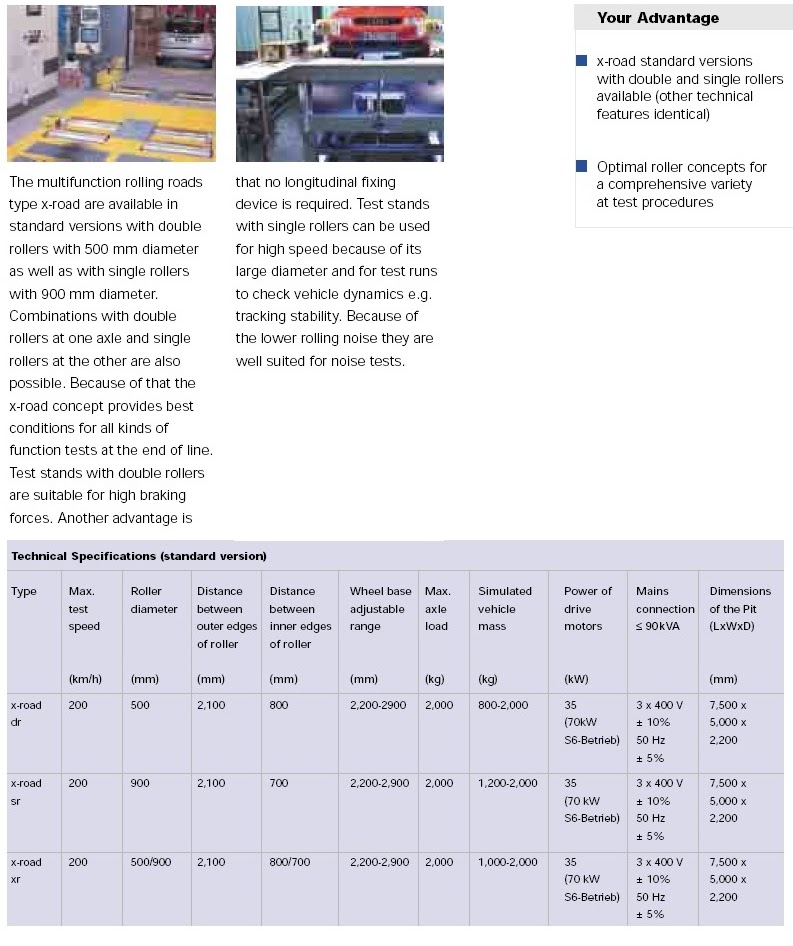 Your Advantage
x-road standard versions
with double and single rollers
available (other technical
features identical)
Optimal roller concepts for
a comprehensive variety
at test procedures
The multifunction rolling roads
type x-road are available in
standard versions with double
rollers with 500 mm diameter
as well as with single rollers
with 900 mm diameter.
Combinations with double
rollers at one axle and single
rollers at the other are also
possible. Because of that the
x-road concept provides best
conditions for all kinds of
function tests at the end of line.
Test stands with double rollers
are suitable for high braking
forces. Another advantage is
that no longitudinal fixing
device is required. Test stands
with single rollers can be used
for high speed because of its
large diameter and for test runs
to check vehicle dynamics e.g.
tracking stability. Because of
the lower rolling noise they are
well suited for noise tests.
Technical Specifications (standard version)
Type Max. Roller Distance Distance Wheel base Max. Simulated Power of Mains Dimensions
test diameter between between adjustable axle vehicle drive connection of the Pit
speed outer edges inner edges range load mass motors ≤ 90kVA (LxWxD)
of roller of roller
(km/h) (mm) (mm) (mm) (mm) (kg) (kg) (kW) (mm)
x-road 200 500 2,100 800 2,200-2900 2,000 800-2,000 35 3 x 400 V 7,500 x
dr (70kW ± 10% 5,000 x
S6-Betrieb) 50 Hz 2,200
± 5%
x-road 200 900 2,100 700 2,200-2,900 2,000 1,200-2,000 35 3 x 400 V 7,500 x
sr (70 kW ± 10% 5,000 x
S6-Betrieb) 50 Hz 2,200
± 5%
x-road 200 500/900 2,100 800/700 2,200-2,900 2,000 1,000-2,000 35 3 x 400 V 7,500 x
xr (70 kW ± 10% 5,000 x
S6-Betrieb) 50 Hz 2,200
± 5%